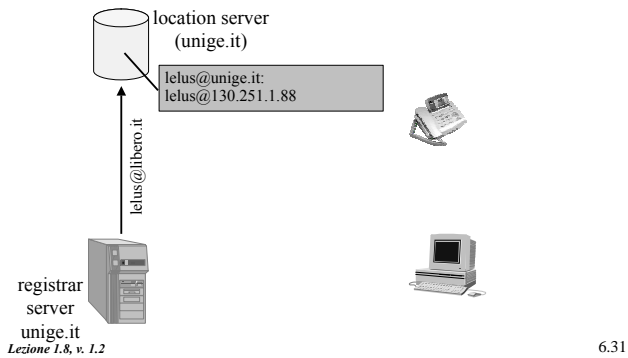 location server
(unige.it)
lelus@unige.it:
lelus@130.251.1.88
lelus@libero.it
registrar
server
unige.it
Lezione 1.8, v. 1.2
6.31